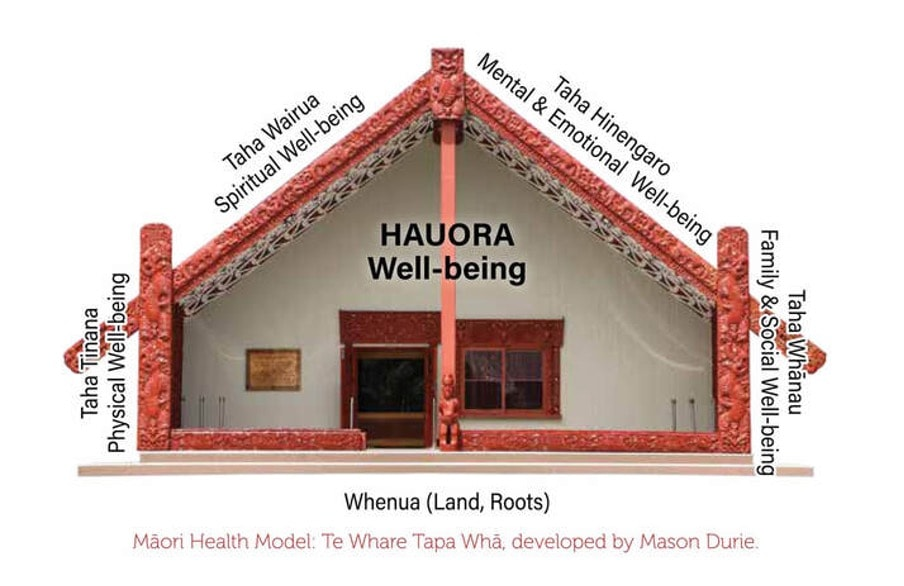 Taha Wairua
Spiritual Well-being
Taha Hinengaro
Mental & Emotional Well-being
HAUORA
Well-being
Taha Tinana
Physical Well-being
Taha Whānau
Family & Social Well-being
Whenua (Land, Roots)
Māori Health Model: Te Whare Tapa Whā, developed by Mason Durie.